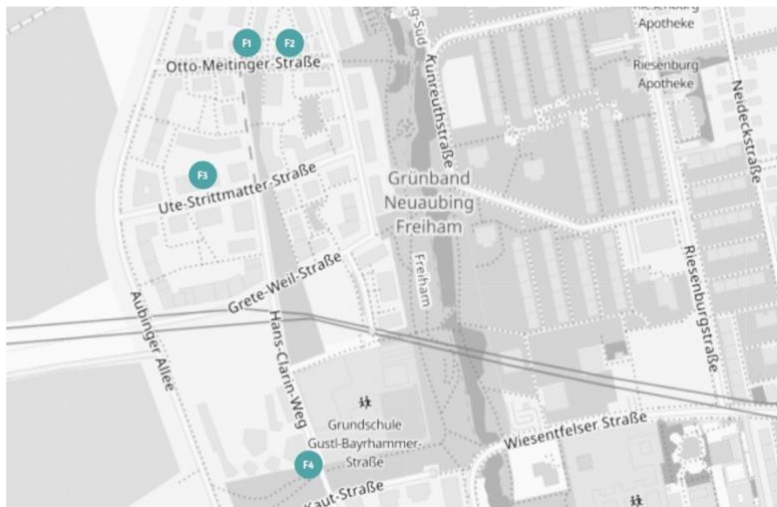 Apotheke
F1
F2
Otto-Meitinger-Straße
Riesenburg
Apotheke
Kunreuthstraße
Neideckstraße
F3
Ute-Strittmatter-Straße
Grünband
Neuaubing
Freiham
Freiham
Riesenburgstraße
Grete-Weil-Straße
Aubinger Allee
Hans-Clarin-Weg
Grundschule
Gustl-Bayrhammer-
Straße
Wiesentfelser Straße
F4
Kaut-Straße